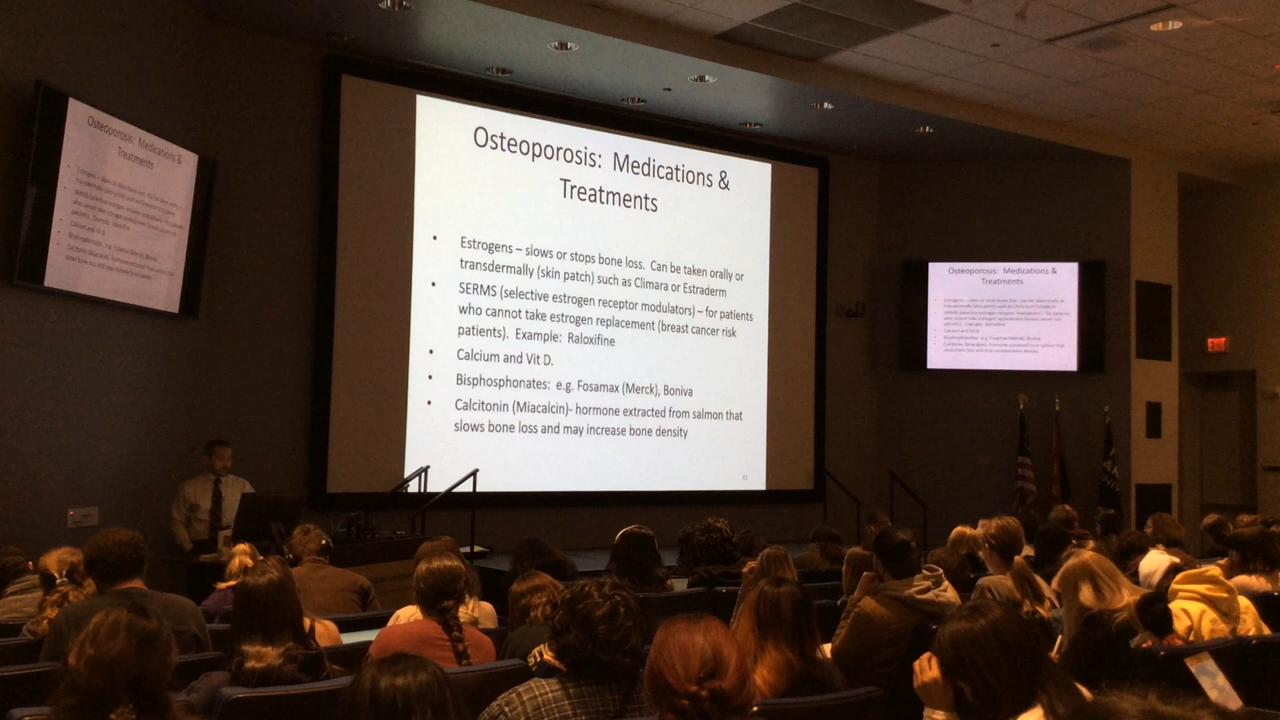 Osteoporosis: Medications &
Treatments
• Estrogens – slows or stops bone loss. Can be taken orally or
transdermally (skin patch) such as Climara or Estraderm
• SERMS (selective estrogen receptor modulators) – for patients
who cannot take estrogen replacement (breast cancer risk
patients). Example: Raloxifine
• Calcium and Vit D.
• Bisphosphonates: e.g. Fosamax (Merck), Boniva
• Calcitonin (Miacalcin)- hormone extracted from salmon that
slows bone loss and may increase bone density
Osteoporosis: Medications &
Treatments
Osteoporosis: Medications &
Treatments
EXIT